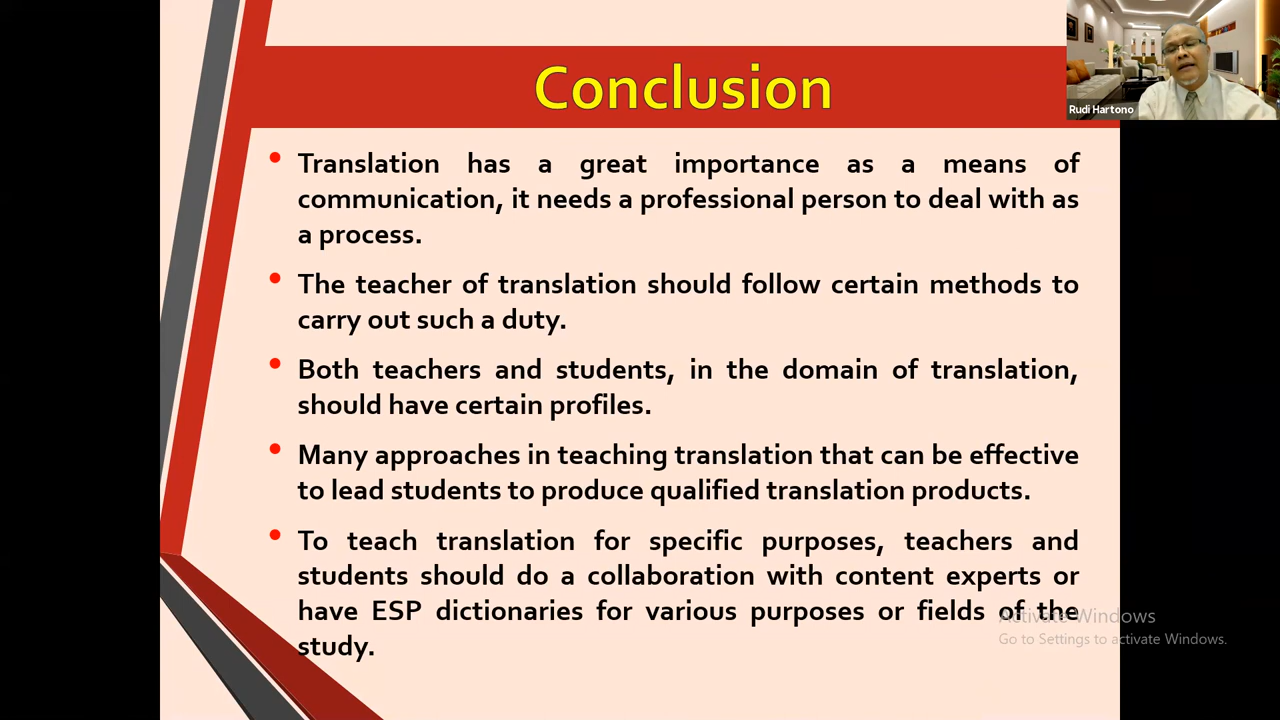 Conclusion
Rudi Hartono
• Translation has a great importance as a means of
communication, it needs a professional person to deal with as
a process.
• The teacher of translation should follow certain methods to
carry out such a duty.
• Both teachers and students, in the domain of translation,
should have certain profiles.
• Many approaches in teaching translation that can be effective
to lead students to produce qualified translation products.
• To teach translation for specific purposes, teachers and
students should do a collaboration with content experts or
have ESP dictionaries for various purposes or fields of the
study.
Activate Windows
Go to Settings to activate Windows.